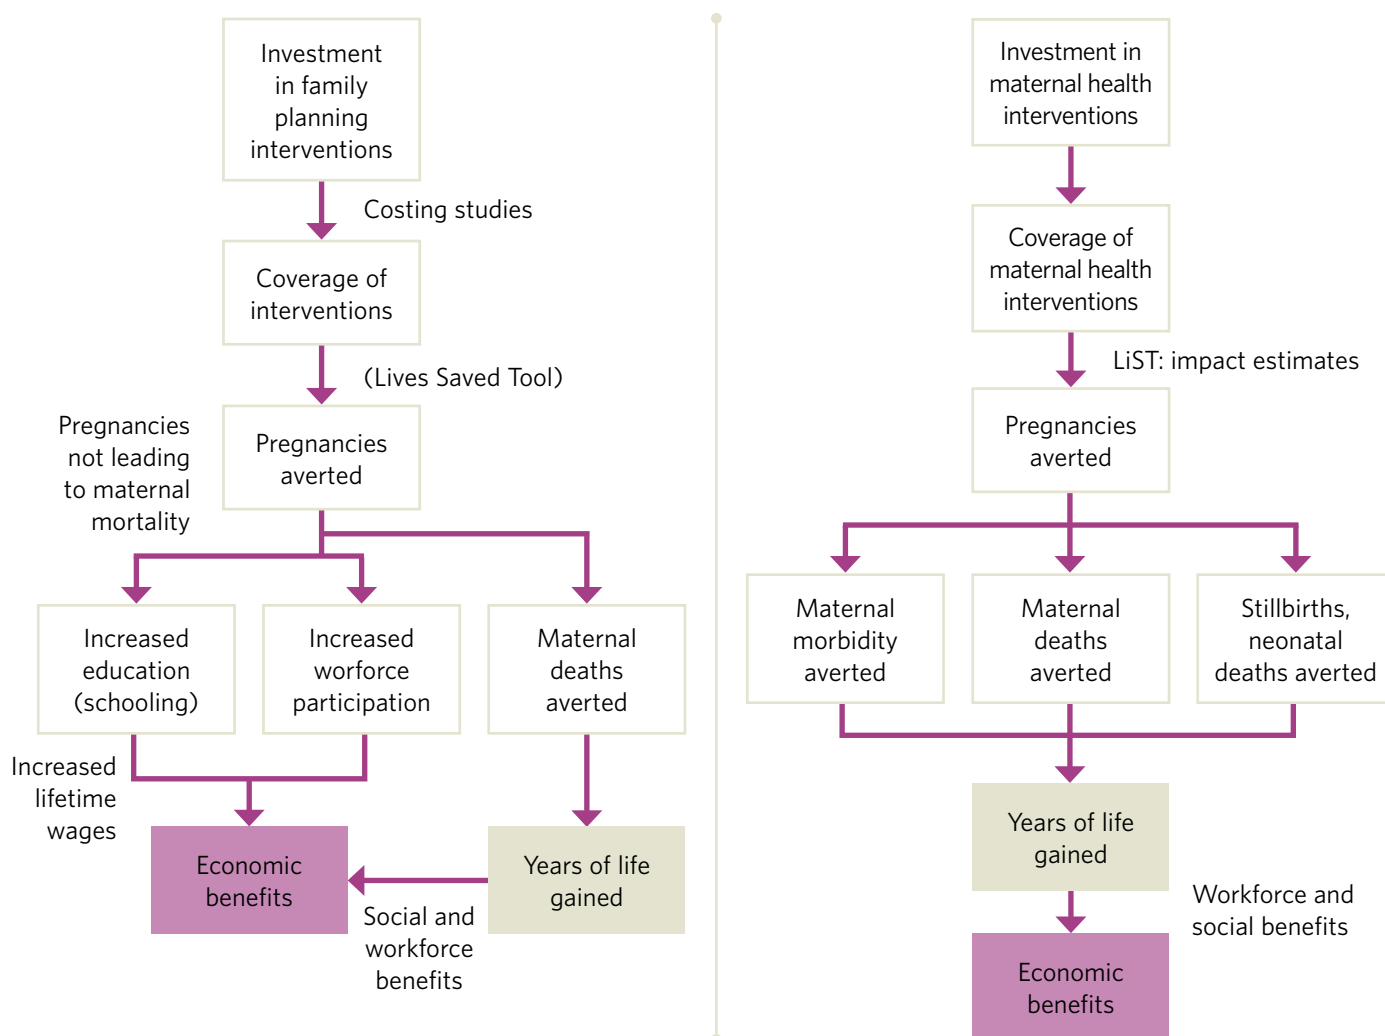 Investment
in family
planning
interventions
Costing studies
Coverage of
interventions
(Lives Saved Tool)
Pregnancies
not leading
to maternal
mortality
Pregnancies
averted
Increased
education
(schooling)
Increased
worforce
participation
Maternal
deaths
averted
Increased
lifetime
wages
Economic
benefits
Years of life
gained
Social and
workforce
benefits
Investment in
maternal health
interventions
Coverage of
maternal health
interventions
LiST: impact estimates
Pregnancies
averted
Maternal
morbidity
averted
Maternal
deaths
averted
Stillbirths,
neonatal
deaths averted
Years of life
gained
Workforce and
social benefits
Economic
benefits